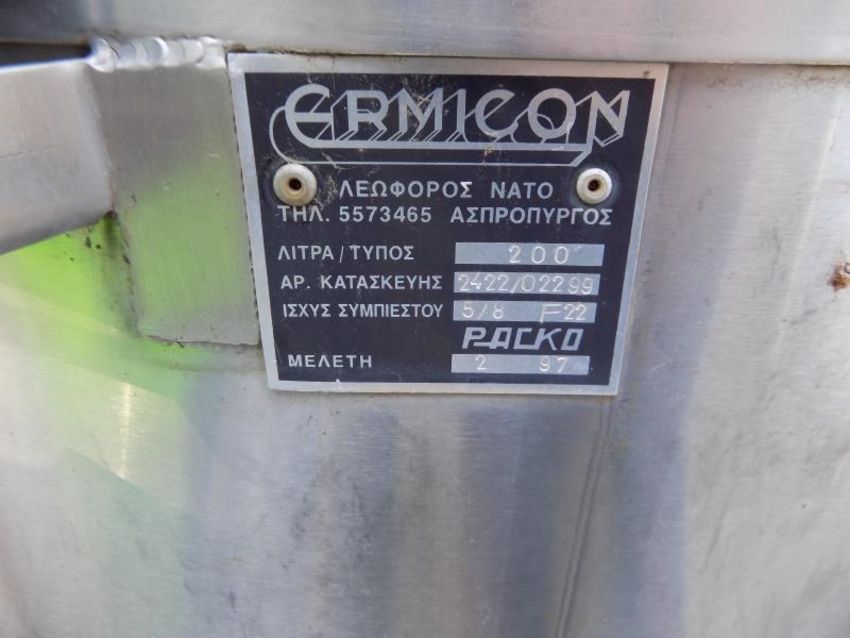 ERMICON
ΛΕΩΦΟΡΟΣ ΝΑΤΟ
ΤΗΛ. 5573465 ΑΣΠΡΟΠΥΡΓΟΣ
ΛΙΤΡΑ / ΤΥΠΟΣ 200
ΑΡ. ΚΑΤΑΣΚΕΥΗΣ 2422/02299
ΙΣΧΥΣ ΣΥΜΠΙΕΣΤΟΥ 5/8 F22
PACKO
ΜΕΛΕΤΗ 2 97